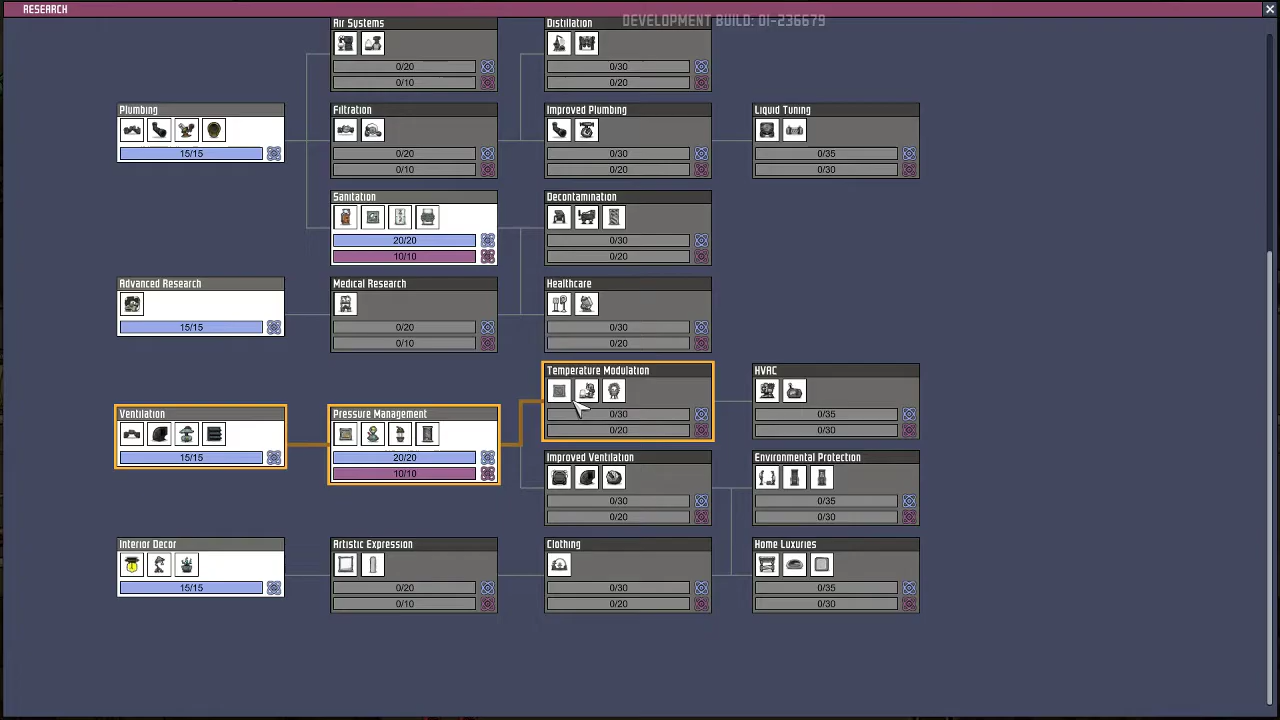 RESEARCH
DEVELOPMENT BUILD: 01-236679
Air Systems
0/20
0/10
Distillation
0/30
0/20
Plumbing
15/15
Filtration
0/20
0/10
Improved Plumbing
0/30
0/20
Liquid Tuning
0/35
0/30
Sanitation
20/20
10/10
Decontamination
0/30
0/20
Advanced Research
15/15
Medical Research
0/20
0/10
Healthcare
0/30
0/20
Temperature Modulation
0/30
0/20
HVAC
0/35
0/30
Ventilation
15/15
Pressure Management
20/20
10/10
Improved Ventilation
0/30
0/20
Environmental Protection
0/35
0/30
Interior Decor
15/15
Artistic Expression
0/20
0/10
Clothing
0/30
0/20
Home Luxuries
0/35
0/30